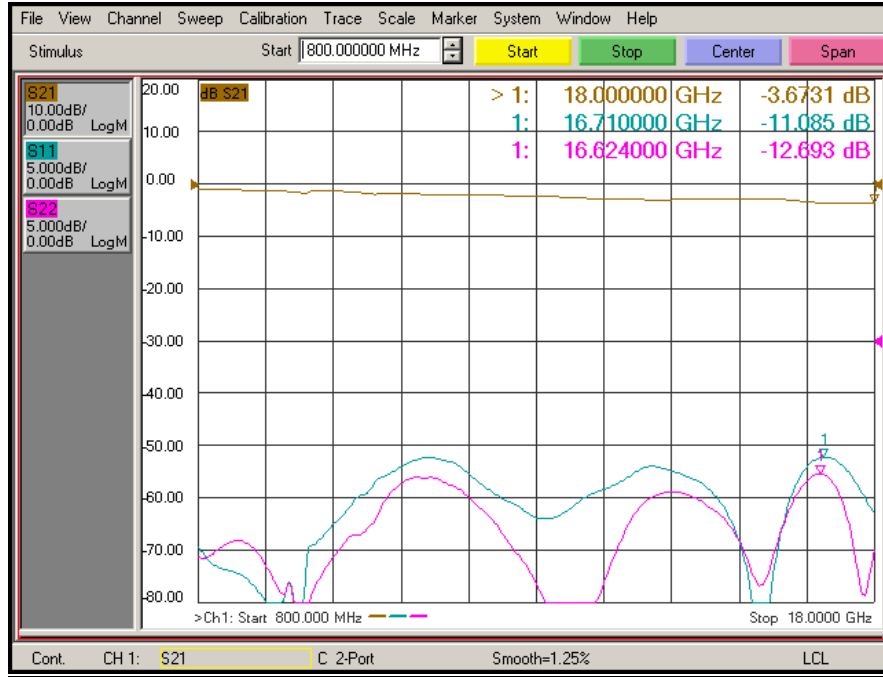 File View Channel Sweep Calibration Trace Scale Marker System Window Help
Stimulus Start 800.000000 MHz Start Stop Center Span
S21
10.00dB/
0.00dB LogM
S11
5.000dB/
0.00dB LogM
S22
5.000dB/
0.00dB LogM
dB S21
> 1: 18.000000 GHz -3.6731 dB
1: 16.710000 GHz -11.085 dB
1: 16.624000 GHz -12.693 dB
20.00
10.00
0.00
-10.00
-20.00
-30.00
-40.00
-50.00
-60.00
-70.00
-80.00
1
1
>Ch1: Start 800.000 MHz Stop 18.0000 GHz
Cont. CH 1: S21 C 2-Port Smooth=1.25% LCL